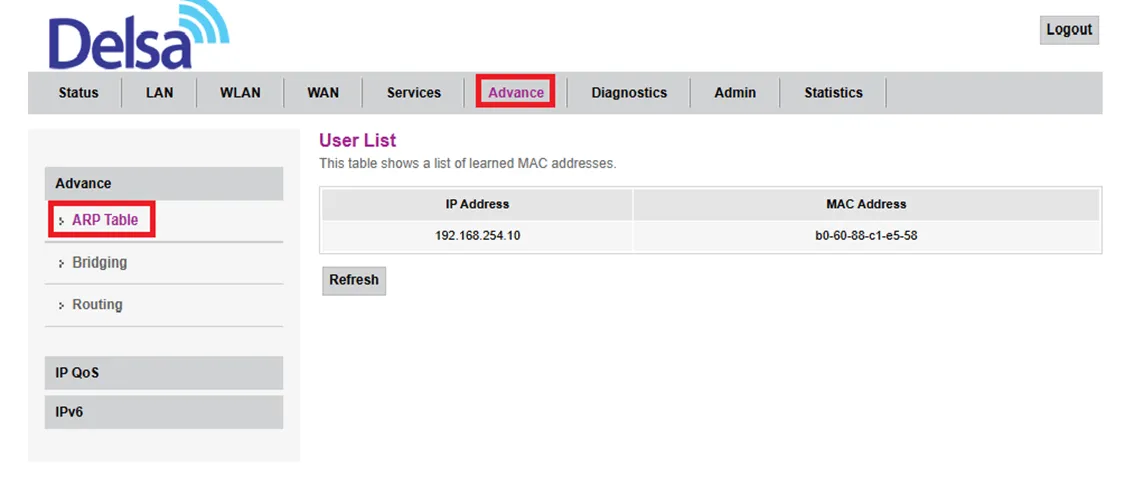 Delsa
Logout
Status LAN WLAN WAN Services Advance Diagnostics Admin Statistics
Advance
ARP Table
Bridging
Routing
IP QoS
IPv6
User List
This table shows a list of learned MAC addresses.
IP Address MAC Address
192.168.254.10 b0-60-88-c1-e5-58
Refresh